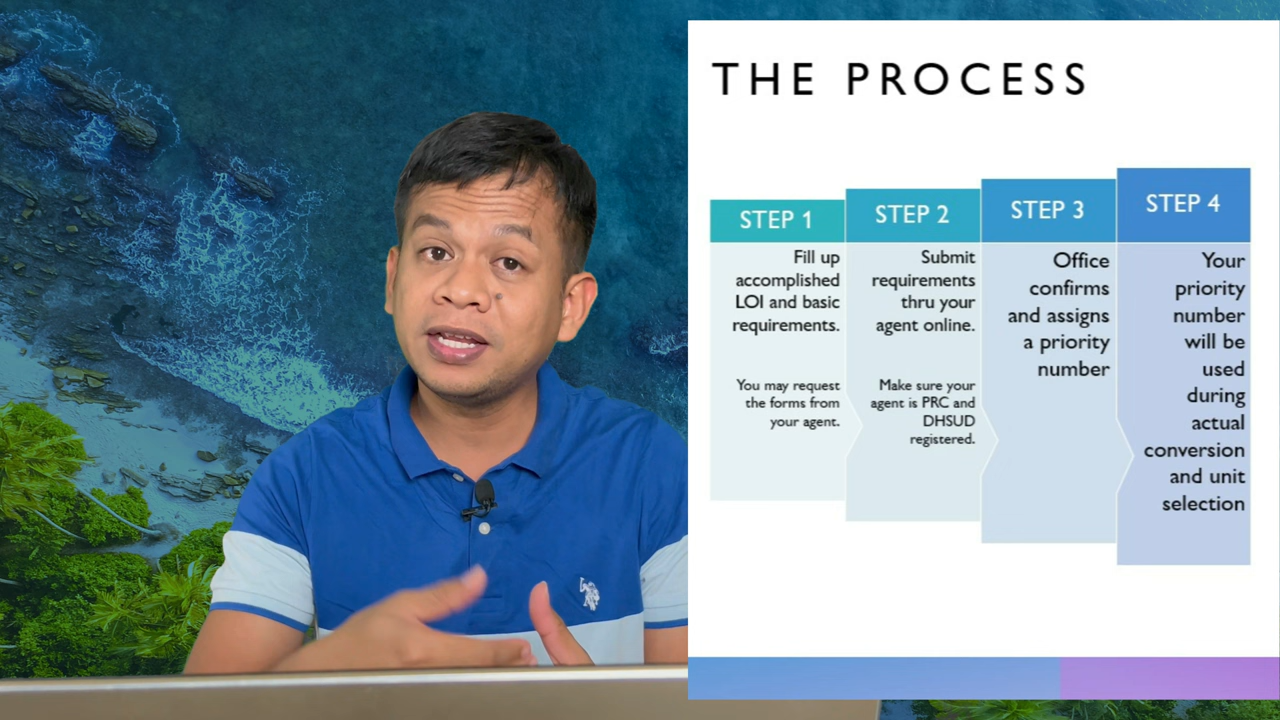 THE PROCESS
STEP 1
Fill up
accomplished
LOI and basic
requirements.
You may request
the forms from
your agent.
STEP 2
Submit
requirements
thru your
agent online.
Make sure your
agent is PRC and
DHSUD
registered.
STEP 3
Office
confirms
and assigns
a priority
number
STEP 4
Your
priority
number
will be
used
during
actual
conversion
and unit
selection